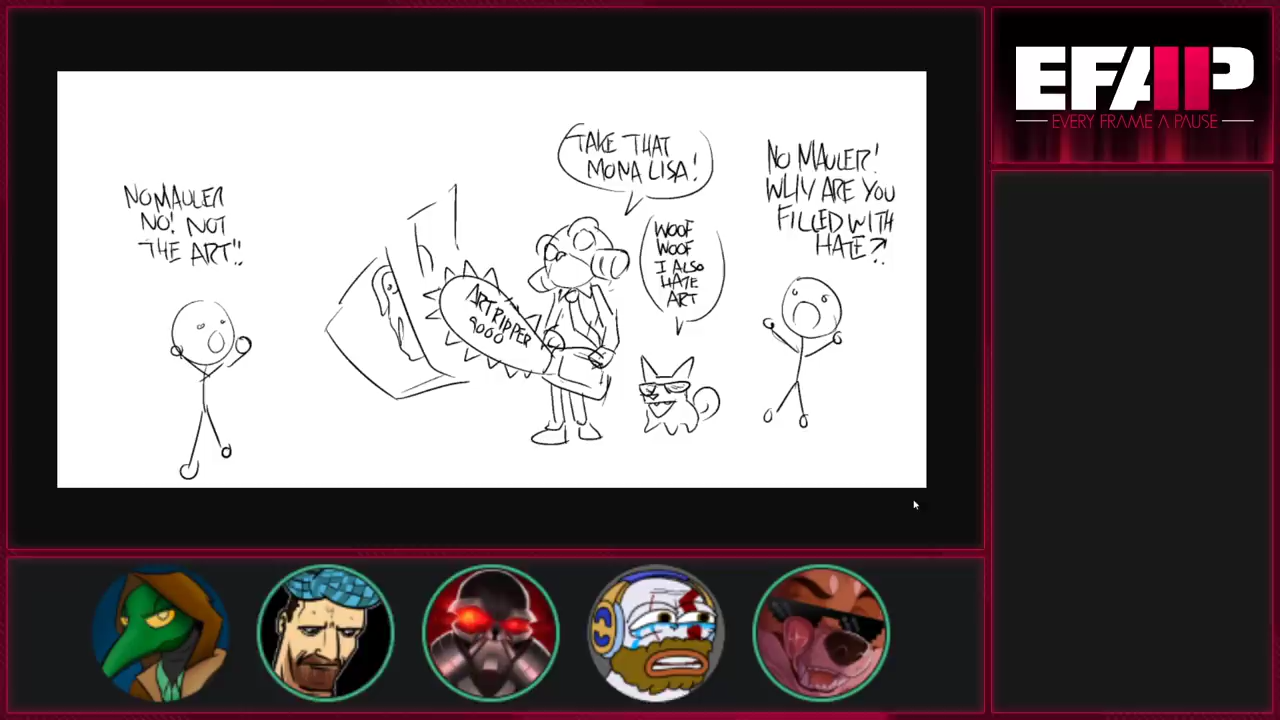 NO MAULER
NO! NOT
THE ART!!
TAKE THAT
MONA LISA!
WOOF
WOOF
I ALSO
HATE
ART
ART RIPPER
9000
NO MAULER!
WHY ARE YOU
FILLED WITH
HATE?!
EFAP
EVERY FRAME A PAUSE